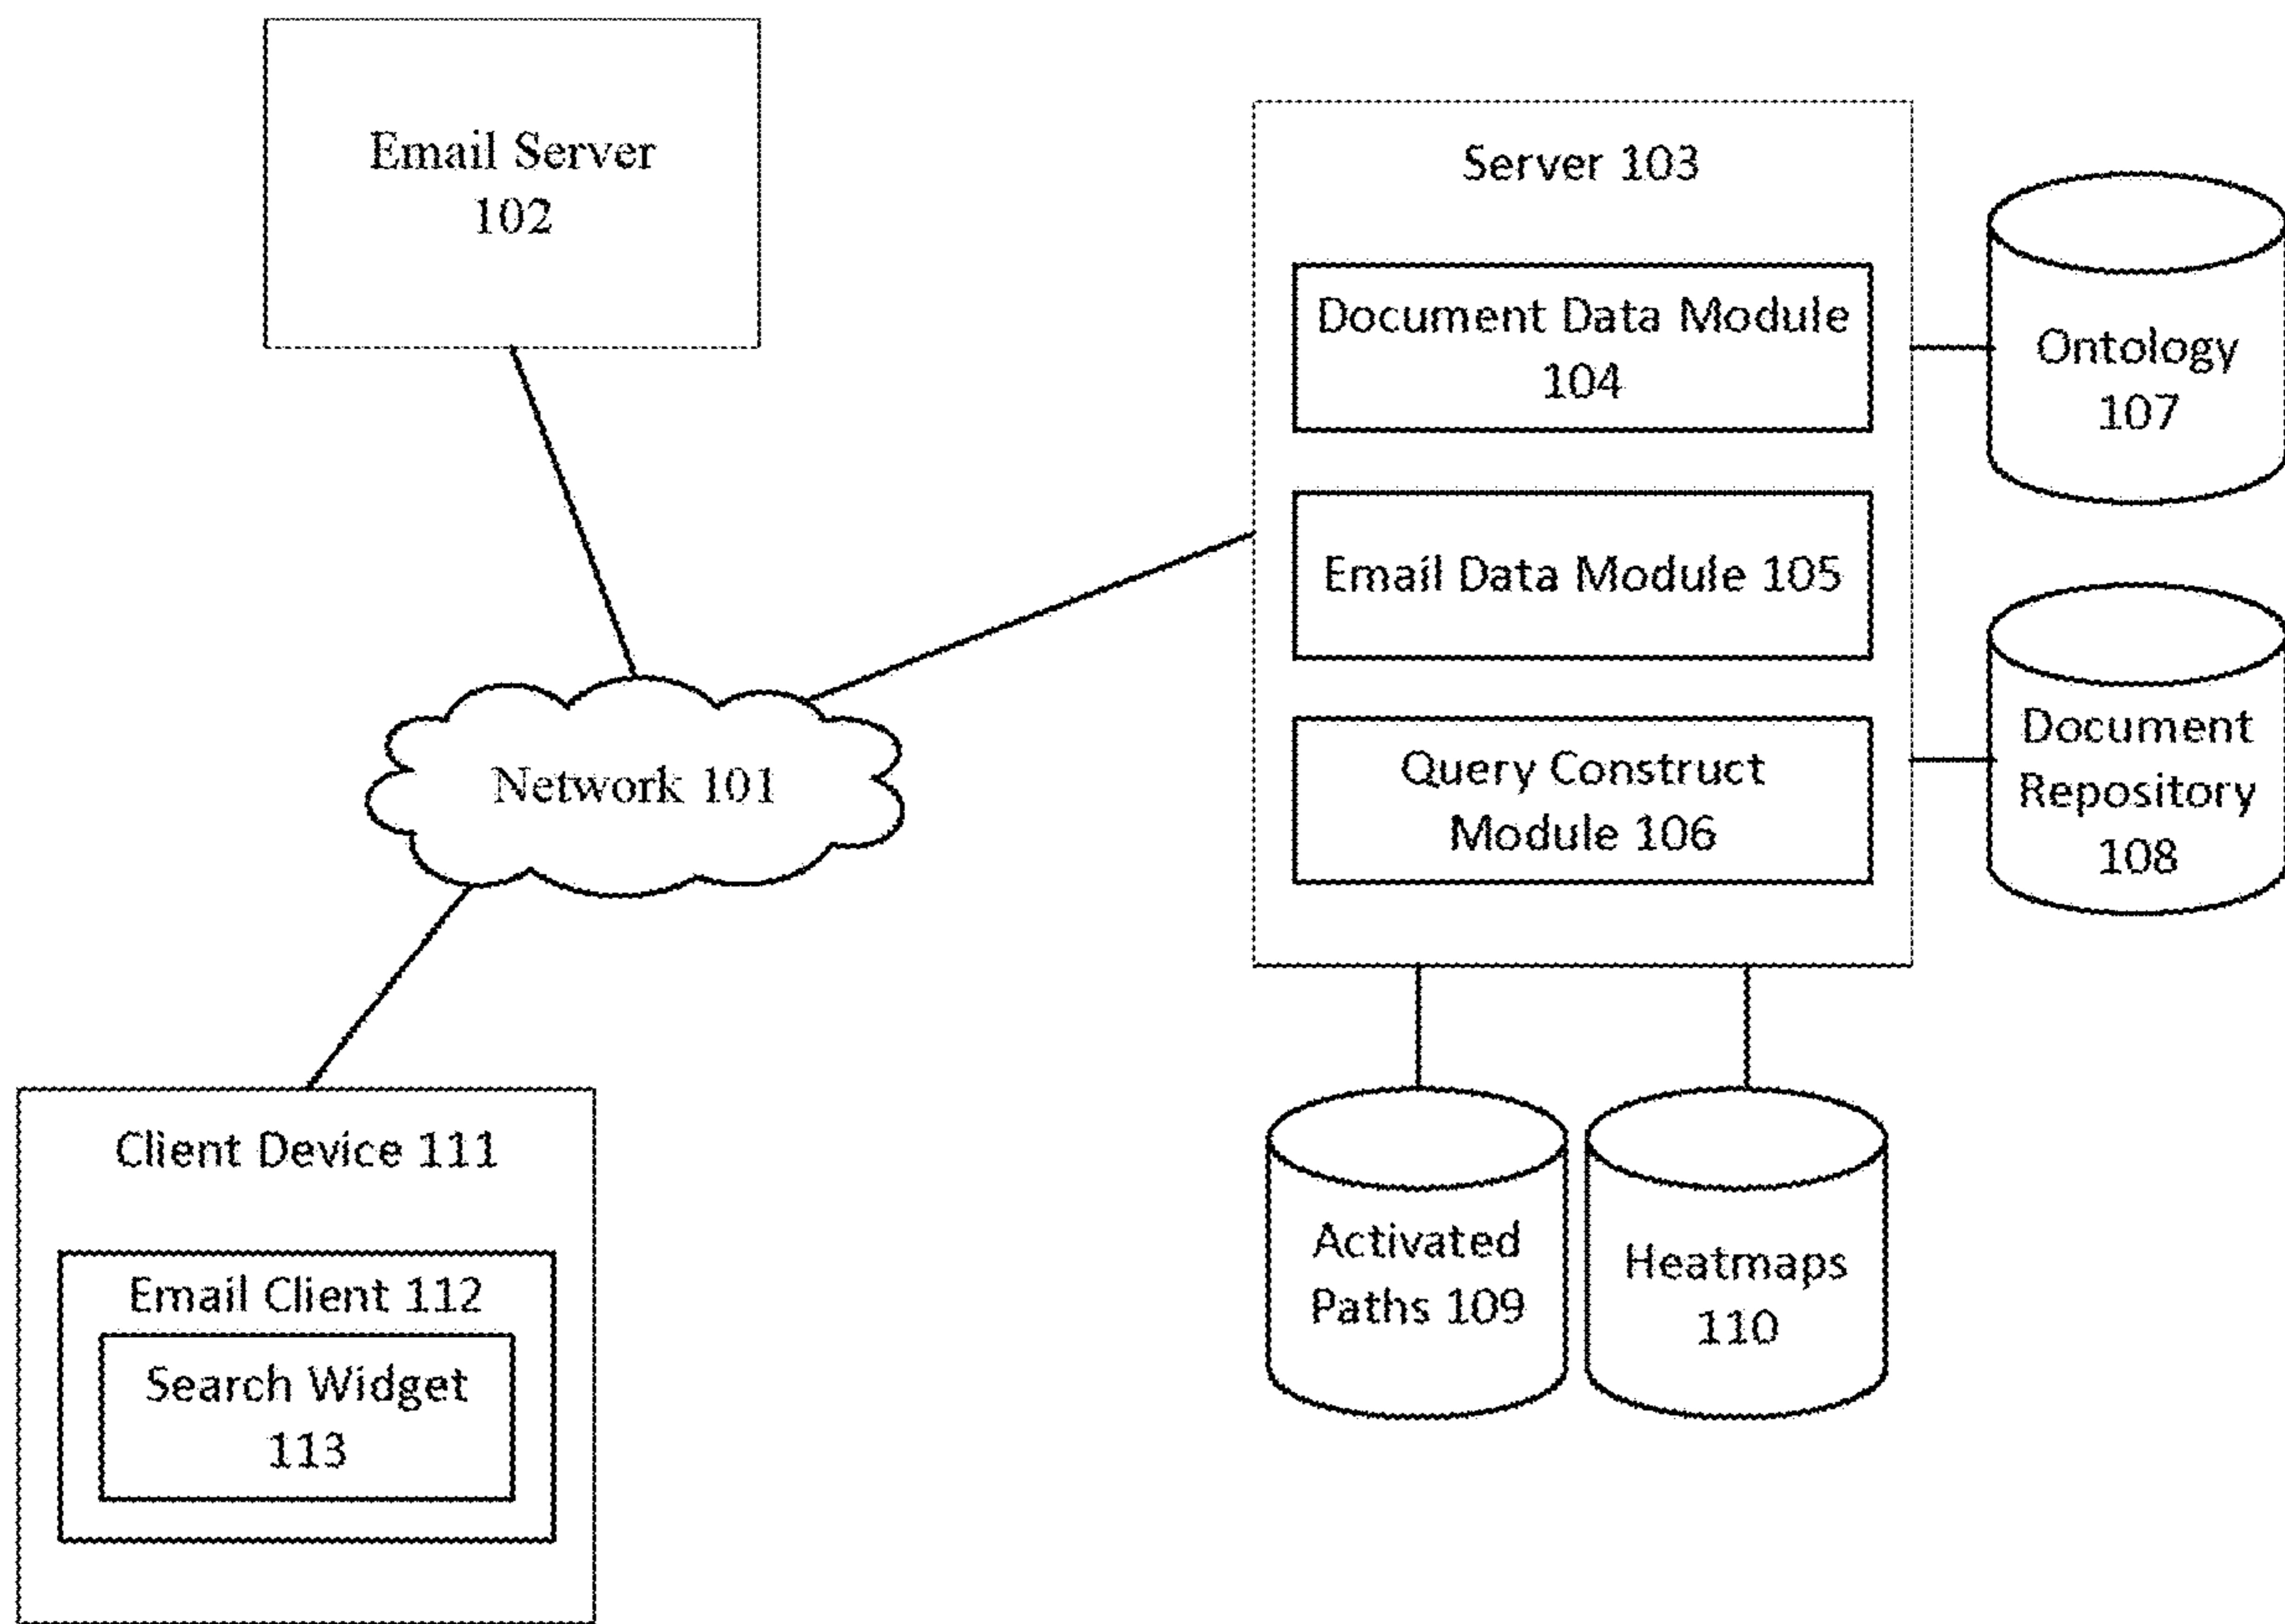 Email Server
102
Server 103
Document Data Module
104
Email Data Module 105
Query Construct
Module 106
Ontology
107
Document
Repository
108
Network 101
Activated
Paths 109
Heatmaps
110
Client Device 111
Email Client 112
Search Widget
113